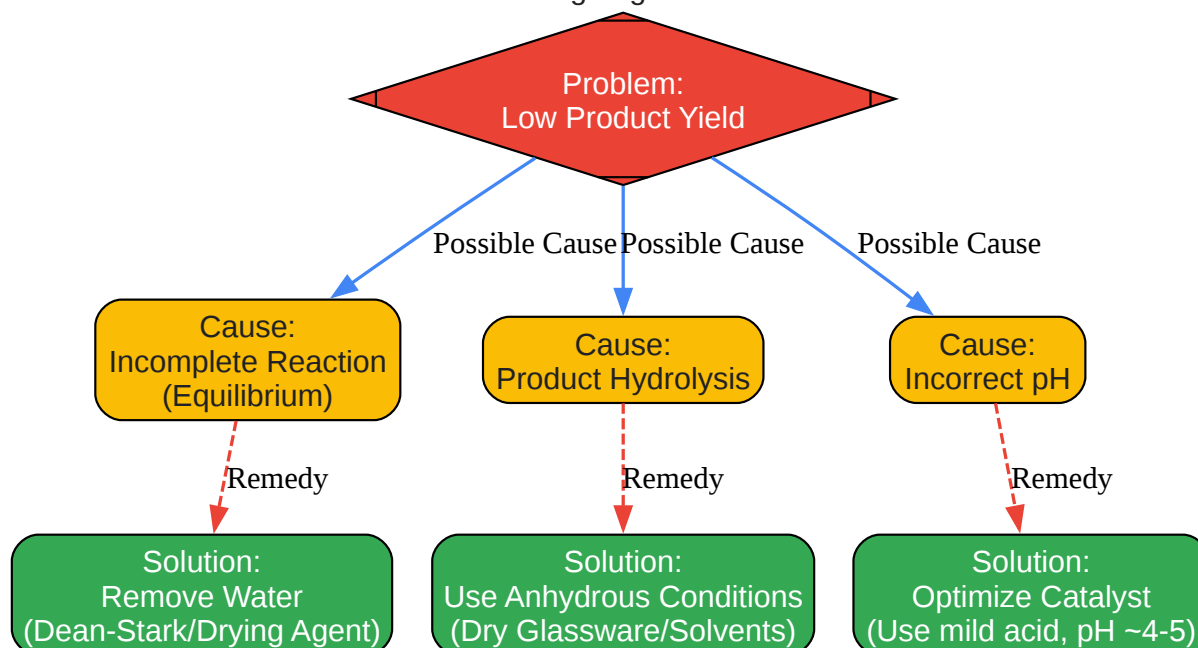 Problem:
Low Product Yield
Possible Cause
Possible Cause
Possible Cause
Cause:
Incomplete Reaction
(Equilibrium)
Cause:
Product Hydrolysis
Cause:
Incorrect pH
Remedy
Remedy
Remedy
Solution:
Remove Water
(Dean-Stark/Drying Agent)
Solution:
Use Anhydrous Conditions
(Dry Glassware/Solvents)
Solution:
Optimize Catalyst
(Use mild acid, pH ~4-5)